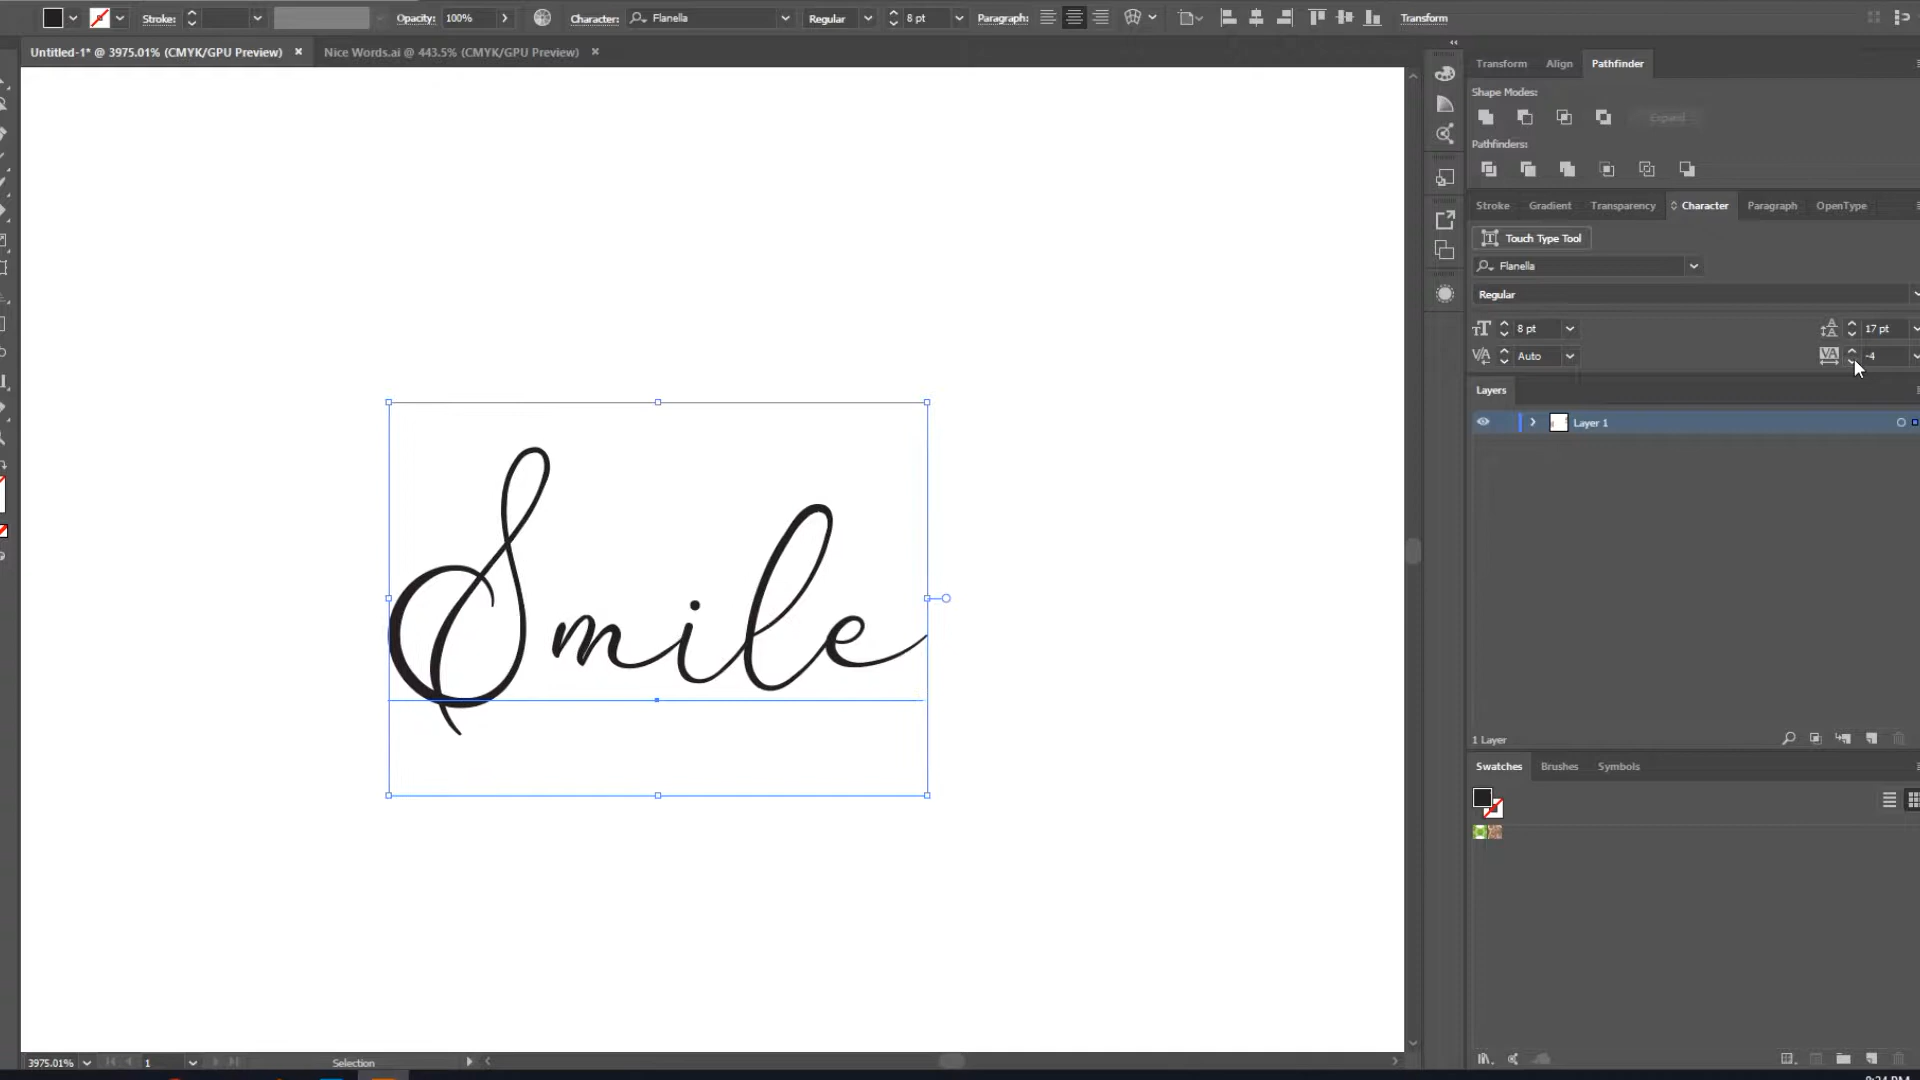 Stroke: Opacity: 100% Character: Flanella Regular 8 pt Paragraph: Transform
Untitled-1* @ 3975.01% (CMYK/GPU Preview) × Nice Words.ai @ 443.5% (CMYK/GPU Preview) ×
Transform Align Pathfinder
Shape Modes:
Expand
Pathfinders:
Stroke Gradient Transparency Character Paragraph OpenType
Touch Type Tool
Flanella
Regular
8 pt 17 pt
Auto -4
Layers
Layer 1
Smile
1 Layer
Swatches Brushes Symbols
3975.01% 1 Selection